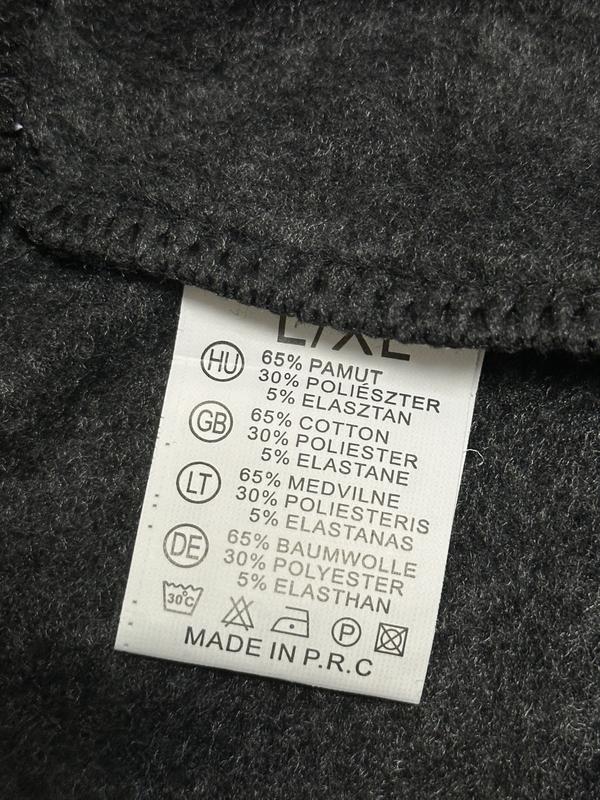 L/XL
HU 65% PAMUT
30% POLIÉSZTER
5% ELASZTAN
GB 65% COTTON
30% POLIESTER
5% ELASTANE
LT 65% MEDVILNE
30% POLIESTERIS
5% ELASTANAS
DE 65% BAUMWOLLE
30% POLYESTER
5% ELASTHAN
30°C P
MADE IN P.R.C